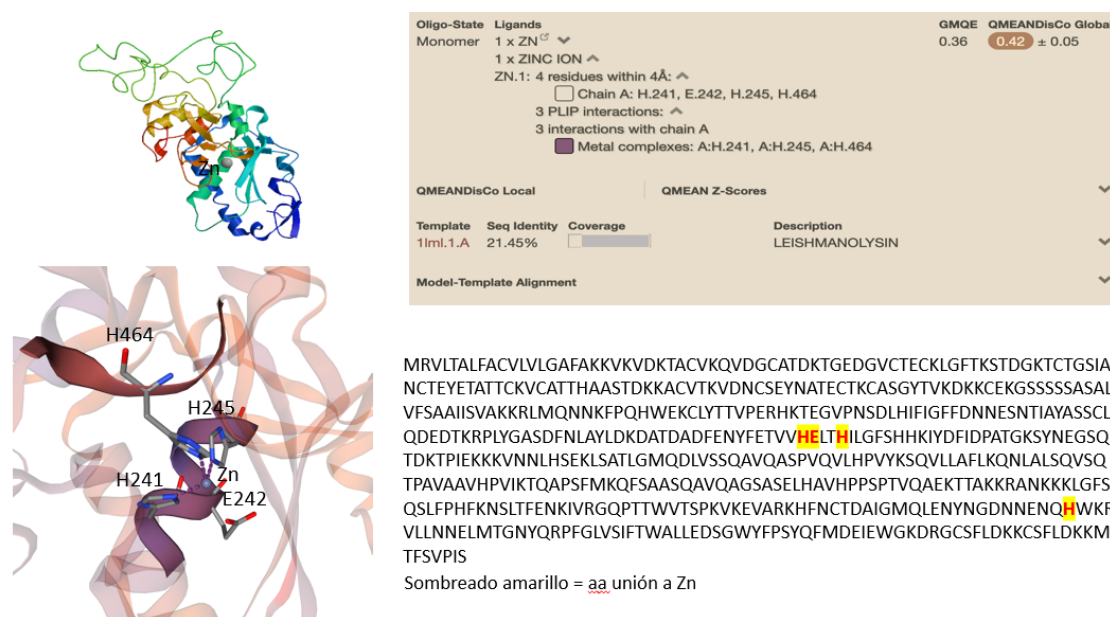 Zn
Oligo-State Ligands GMQE QMEANDisCo Global
Monomer 1 x ZN 0.36 0.42 ± 0.05
1 x ZINC ION
ZN.1: 4 residues within 4Å:
Chain A: H.241, E.242, H.245, H.464
3 PLIP interactions:
3 interactions with chain A
Metal complexes: A:H.241, A:H.245, A:H.464
QMEANDisCo Local QMEAN Z-Scores
Template Seq Identity Coverage Description
1lml.1.A 21.45% LEISHMANOLYSIN
Model-Template Alignment
H464
H245
Zn
H241
E242
MRVLTALFACVLVLGAFAKKVKVDKTACVKQVDGCATDKTGEDGVCTECKLGFTKSTDGKTCTGSIA
NCTEYETATTCKVCATTHAASTDKKACVTKVDNCSEYNATECTKCASGYTVKDKKCEKGSSSSSASAL
VFSAAIISVAKKRLMQNNKFPQHWEKCLYTTVPERHKTEGVPNSDLHIFIGFFDNNESNTIAYASSCL
QDEDTKRPLYGASDFNLAYLDKDATDADFENYFETVVHELTHILGFSHHKIYDFIDPATGKSYNEGSQ
TDKTPIEKKKVNNLHSEKLSATLGMQDLVSSQAVQASPVQVLHPVYKSQVLLAFLKQNLALSQVSQ
TPAVAAVHPVIKTQAPSFMKQFSAASQAVQAGSASELHAVHPPSPTVQAEKTTAKKRANKKKLGFS
QSLFPHFKNSLTFENKIVRGQPTTWVTSPKVKEVARKHFNCTDAIGMQLENYNGDNNENQHWKR
VLLNNELMTGNYQRPFGLVSIFTWALLEDSGWYFPSYQFMDEIEWGKDRGCSFLDKKCSFLDKKM
TFSVPIS
Sombreado amarillo = aa unión a Zn